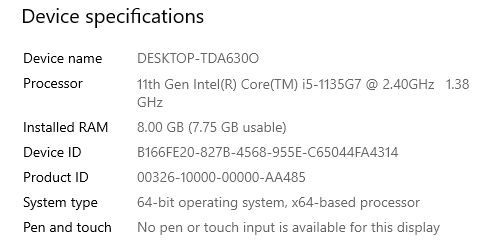 Device specifications
Device name DESKTOP-TDA630O
Processor 11th Gen Intel(R) Core(TM) i5-1135G7 @ 2.40GHz 1.38
GHz
Installed RAM 8.00 GB (7.75 GB usable)
Device ID B166FE20-827B-4568-955E-C65044FA4314
Product ID 00326-10000-00000-AA485
System type 64-bit operating system, x64-based processor
Pen and touch No pen or touch input is available for this display